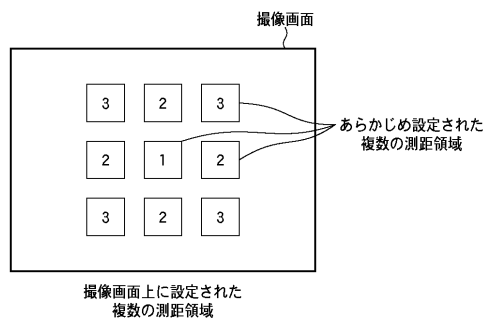 撮像画面
3 2 3
2 1 2
3 2 3
あらかじめ設定された
複数の測距領域
撮像画面上に設定された
複数の測距領域